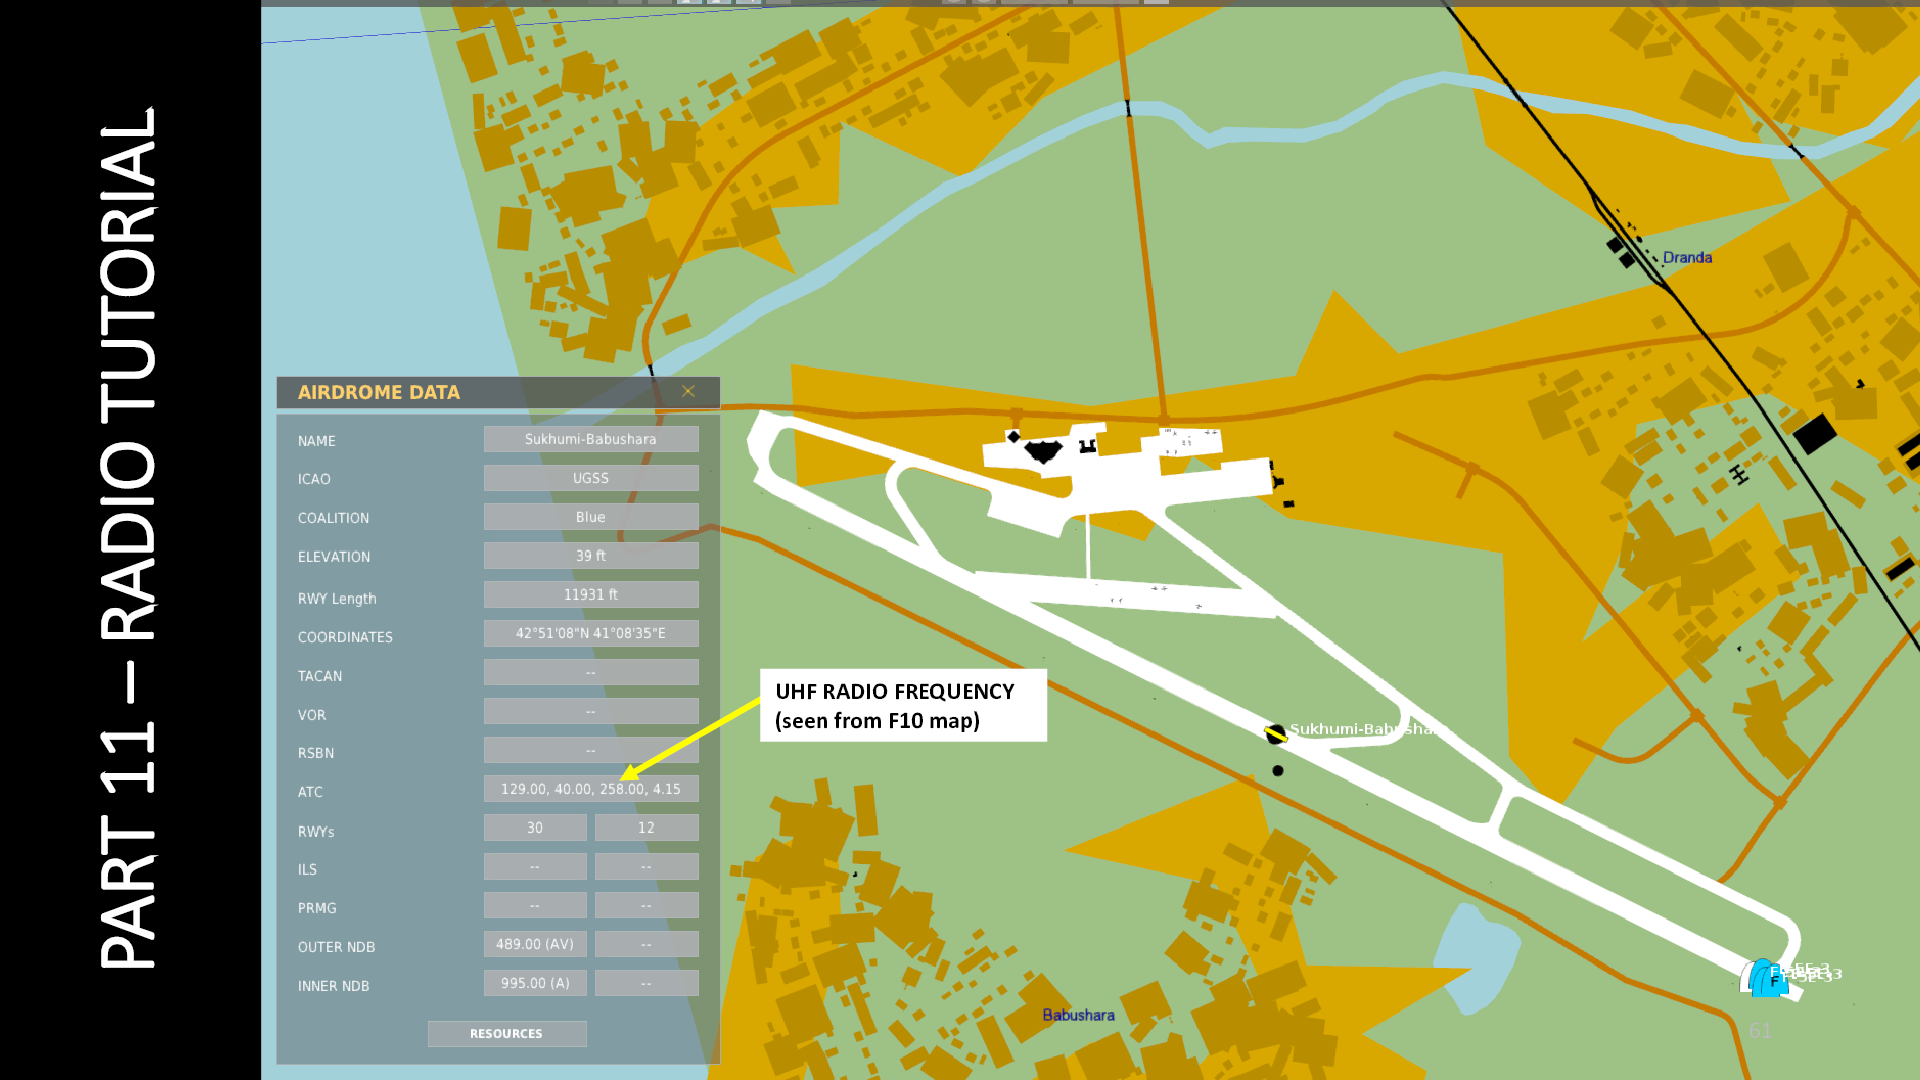 PART 11 – RADIO TUTORIAL
Dranda
AIRDROME DATA
NAME Sukhumi-Babushara
ICAO UGSS
COALITION Blue
ELEVATION 39 ft
RWY Length 11931 ft
COORDINATES 42°51'08"N 41°08'35"E
TACAN --
VOR --
RSBN --
ATC 129.00, 40.00, 258.00, 4.15
RWYs 30 12
ILS -- --
PRMG -- --
OUTER NDB 489.00 (AV) --
INNER NDB 995.00 (A) --
RESOURCES
UHF RADIO FREQUENCY
(seen from F10 map)
Sukhumi-Babusha
F
Babushara
61